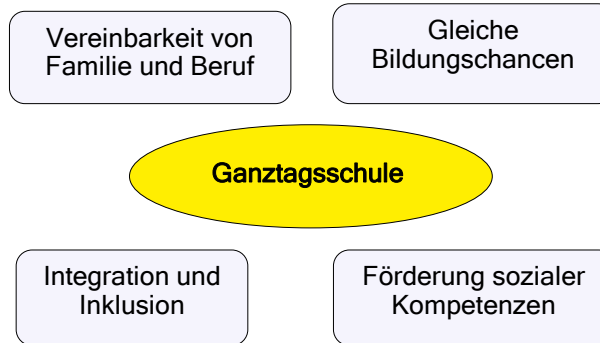 Vereinbarkeit von
Familie und Beruf
Gleiche
Bildungschancen
Ganztagsschule
Integration und
Inklusion
Förderung sozialer
Kompetenzen